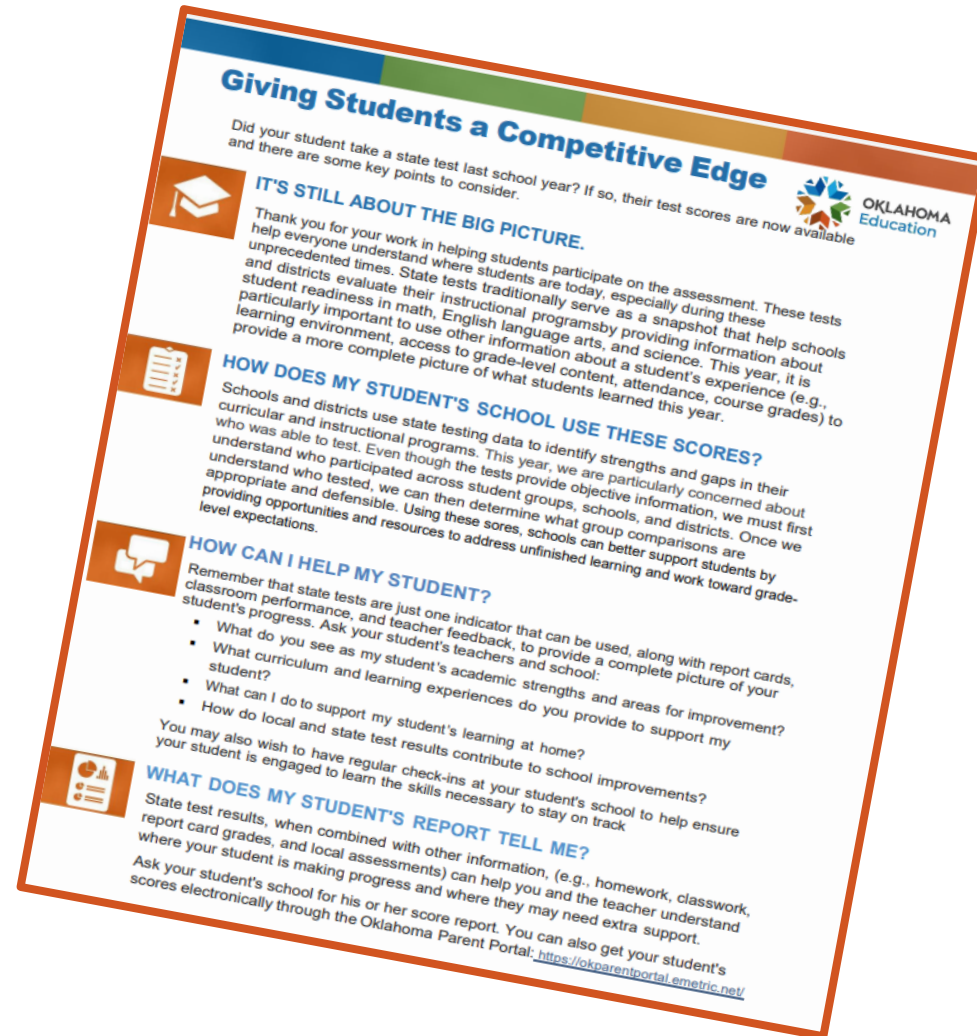 Giving Students a Competitive Edge
OKLAHOMA
Education
Did your student take a state test last school year? If so, their test scores are now available
and there are some key points to consider.
IT'S STILL ABOUT THE BIG PICTURE.
Thank you for your work in helping students participate on the assessment. These tests
help everyone understand where students are today, especially during these
unprecedented times. State tests traditionally serve as a snapshot that help schools
and districts evaluate their instructional programsby providing information about
student readiness in math, English language arts, and science. This year, it is
particularly important to use other information about a student's experience (e.g.,
learning environment, access to grade-level content, attendance, course grades) to
provide a more complete picture of what students learned this year.
HOW DOES MY STUDENT'S SCHOOL USE THESE SCORES?
Schools and districts use state testing data to identify strengths and gaps in their
curricular and instructional programs. This year, we are particularly concerned about
who was able to test. Even though the tests provide objective information, we must first
understand who participated across student groups, schools, and districts. Once we
understand who tested, we can then determine what group comparisons are
appropriate and defensible. Using these sores, schools can better support students by
providing opportunities and resources to address unfinished learning and work toward grade-
level expectations.
HOW CAN I HELP MY STUDENT?
Remember that state tests are just one indicator that can be used, along with report cards,
classroom performance, and teacher feedback, to provide a complete picture of your
student's progress. Ask your student's teachers and school:
▪ What do you see as my student's academic strengths and areas for improvement?
▪ What curriculum and learning experiences do you provide to support my
student?
▪ What can I do to support my student's learning at home?
▪ How do local and state test results contribute to school improvements?
You may also wish to have regular check-ins at your student's school to help ensure
your student is engaged to learn the skills necessary to stay on track
WHAT DOES MY STUDENT'S REPORT TELL ME?
State test results, when combined with other information, (e.g., homework, classwork,
report card grades, and local assessments) can help you and the teacher understand
where your student is making progress and where they may need extra support.
Ask your student's school for his or her score report. You can also get your student's
scores electronically through the Oklahoma Parent Portal: https://okparentportal.emetric.net/